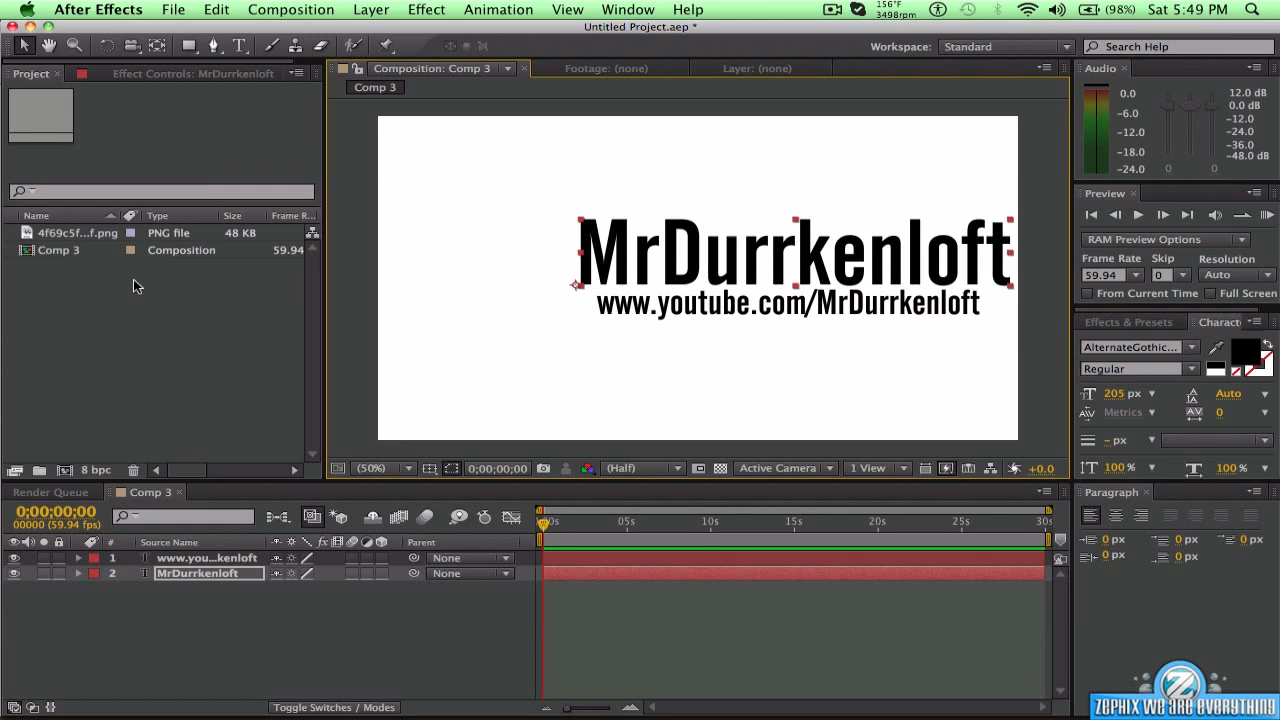 After Effects File Edit Composition Layer Effect Animation View Window Help 156°F 3498rpm (98%) Sat 5:49 PM
Untitled Project.aep *
Workspace: Standard Search Help
Project Effect Controls: MrDurrkenloft
Composition: Comp 3 Footage: (none) Layer: (none)
Comp 3
Name Type Size Frame R...
4f69c5f...f.png PNG file 48 KB
Comp 3 Composition 59.94
MrDurrkenloft
www.youtube.com/MrDurrkenloft
8 bpc
(50%) 0;00;00;00 (Half) Active Camera 1 View +0.0
Audio
0.0
-6.0
-12.0
-18.0
-24.0
12.0 dB
0.0 dB
-12.0
-24.0
-36.0
-48.0 dB
0 0
Preview
RAM Preview Options
Frame Rate Skip Resolution
59.94 0 Auto
From Current Time Full Screen
Effects & Presets Charact
AlternateGothic...
Regular
205 px Auto
Metrics 0
- px
100 % 100 %
Paragraph
0 px 0 px 0 px
0 px 0 px
Render Queue Comp 3
0;00;00;00
00000 (59.94 fps)
00s 05s 10s 15s 20s 25s 30s
# Source Name Parent
1 www.you...kenloft None
2 MrDurrkenloft None
Toggle Switches / Modes
ZEPHIX WE ARE EVERYTHING